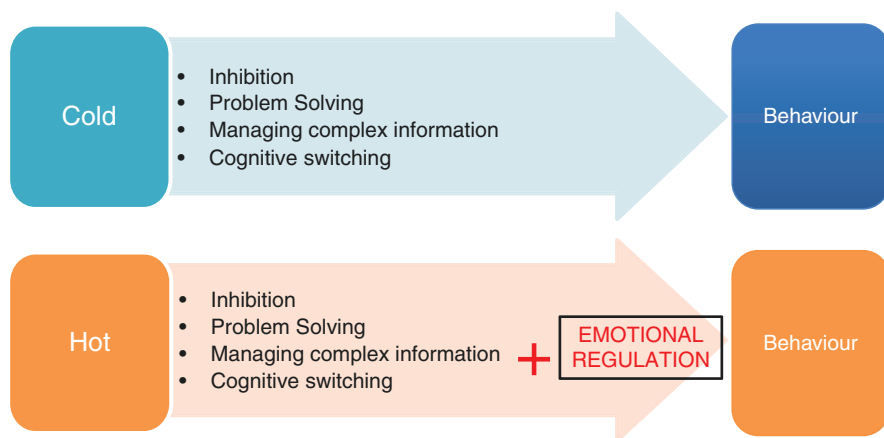 Cold
• Inhibition
• Problem Solving
• Managing complex information
• Cognitive switching
Behaviour
Hot
• Inhibition
• Problem Solving
• Managing complex information
• Cognitive switching
+
EMOTIONAL
REGULATION
Behaviour